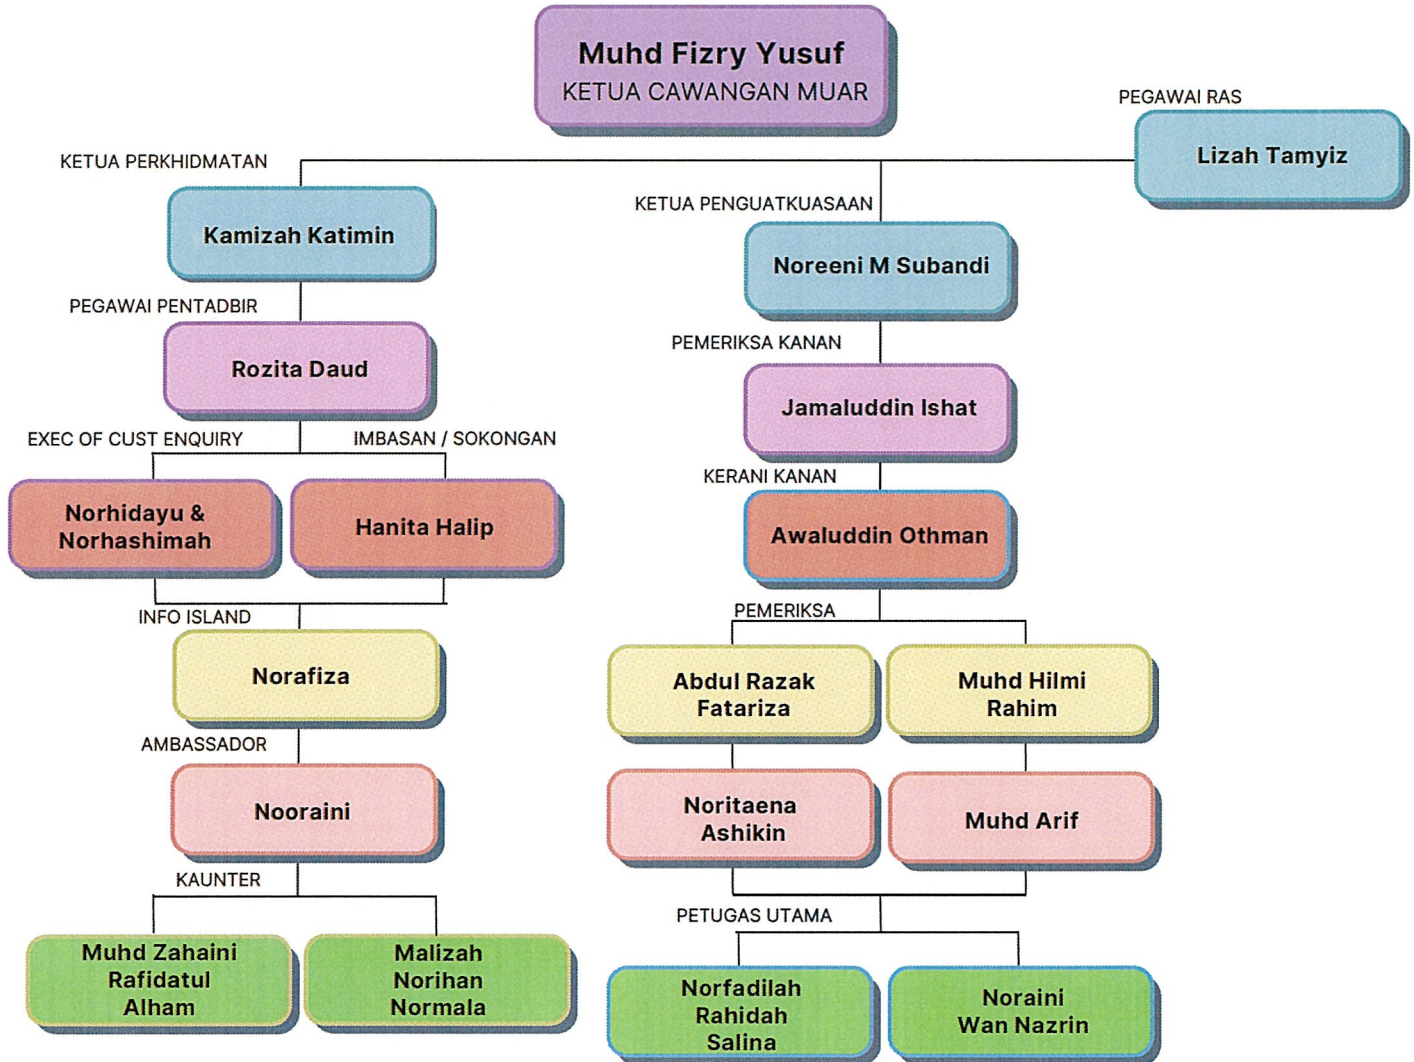 Muhd Fizry Yusuf
KETUA CAWANGAN MUAR
PEGAWAI RAS
Lizah Tamyiz
KETUA PERKHIDMATAN
Kamizah Katimin
PEGAWAI PENTADBIR
Rozita Daud
EXEC OF CUST ENQUIRY
Norhidayu &
Norhashimah
IMBASAN / SOKONGAN
Hanita Halip
INFO ISLAND
Norafiza
AMBASSADOR
Nooraini
KAUNTER
Muhd Zahaini
Rafidatul
Alham
Malizah
Norihan
Normala
KETUA PENGUATKUASAAN
Noreeni M Subandi
PEMERIKSA KANAN
Jamaluddin Ishat
KERANI KANAN
Awaluddin Othman
PEMERIKSA
Abdul Razak
Fatariza
Muhd Hilmi
Rahim
Noritaena
Ashikin
Muhd Arif
PETUGAS UTAMA
Norfadilah
Rahidah
Salina
Noraini
Wan Nazrin